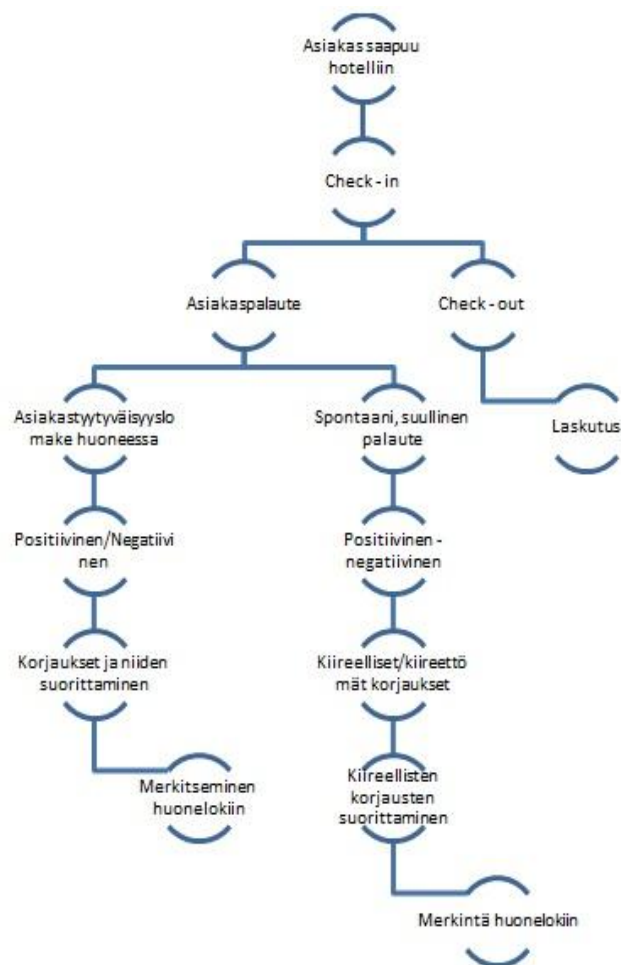 Asiakas saapuu
hotelliin
Check - in
Asiakaspalaute
Check - out
Asiakastyytyväisyyslo
make huoneessa
Spontaani, suullinen
palaute
Laskutus
Positiivinen/Negatiivi
nen
Positiivinen -
negatiivinen
Korjaukset ja niiden
suorittaminen
Kiireelliset/kiireettö
mät korjaukset
Merkitseminen
huonelokiin
Kiireellisten
korjausten
suorittaminen
Merkintä huonelokiin